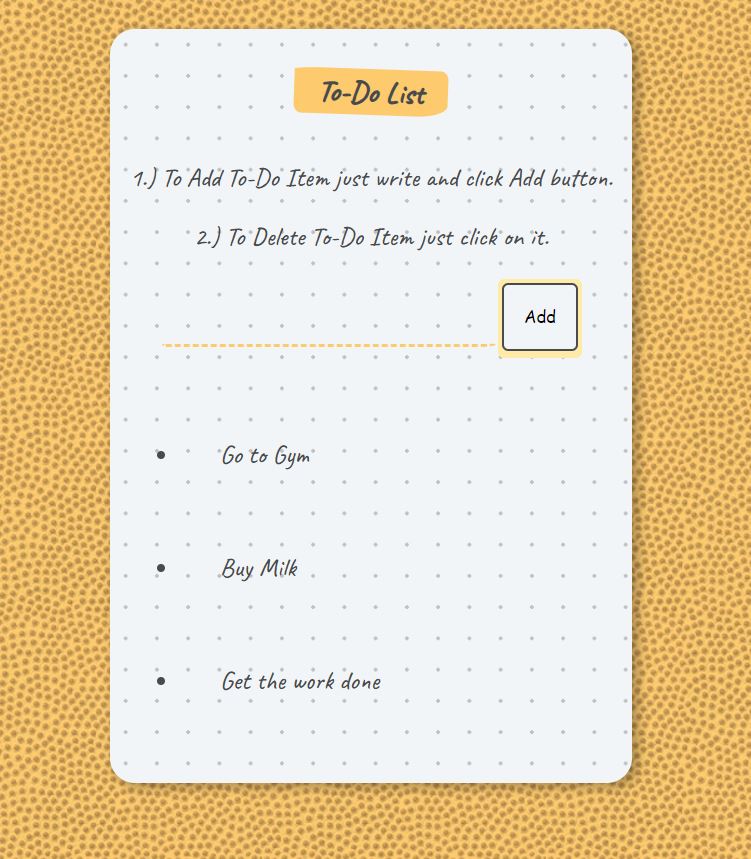 To-Do List
1.) To Add To-Do Item just write and click Add button.
2.) To Delete To-Do Item just click on it.
Add
Go to Gym
Buy Milk
Get the work done